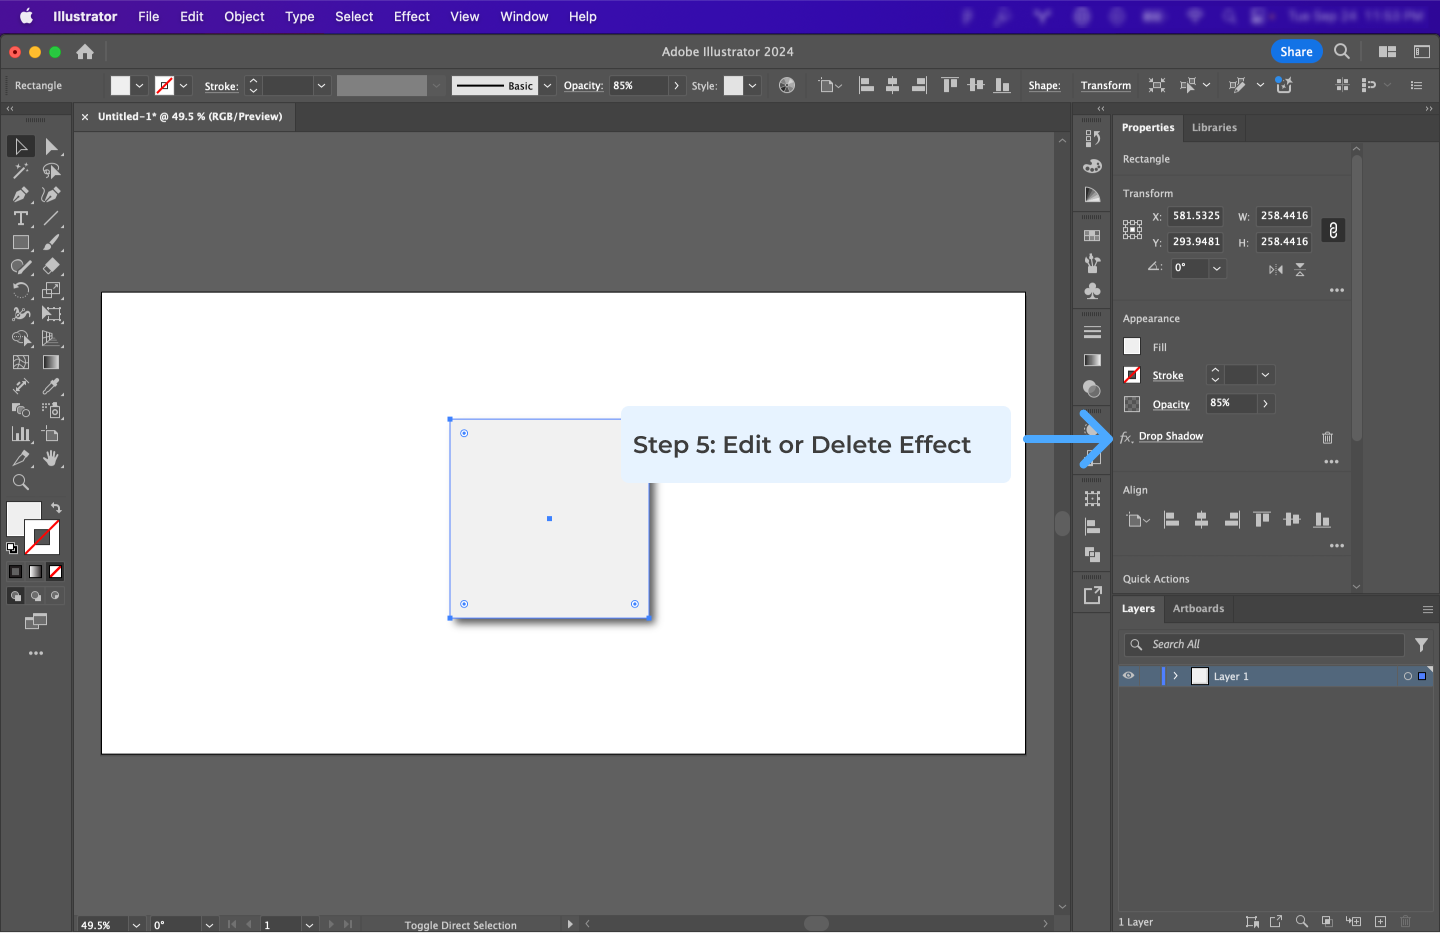 Illustrator File Edit Object Type Select Effect View Window Help
Adobe Illustrator 2024
Share
Rectangle Stroke: Basic Opacity: 85% Style: Shape: Transform
Untitled-1* @ 49.5 % (RGB/Preview)
Properties Libraries
Rectangle
Transform
X: 581.5325 W: 258.4416
Y: 293.9481 H: 258.4416
0°
Appearance
Fill
Stroke
Opacity 85%
Step 5: Edit or Delete Effect
fx. Drop Shadow
Align
Quick Actions
Layers Artboards
Search All
Layer 1
49.5% 0° 1 Toggle Direct Selection
1 Layer